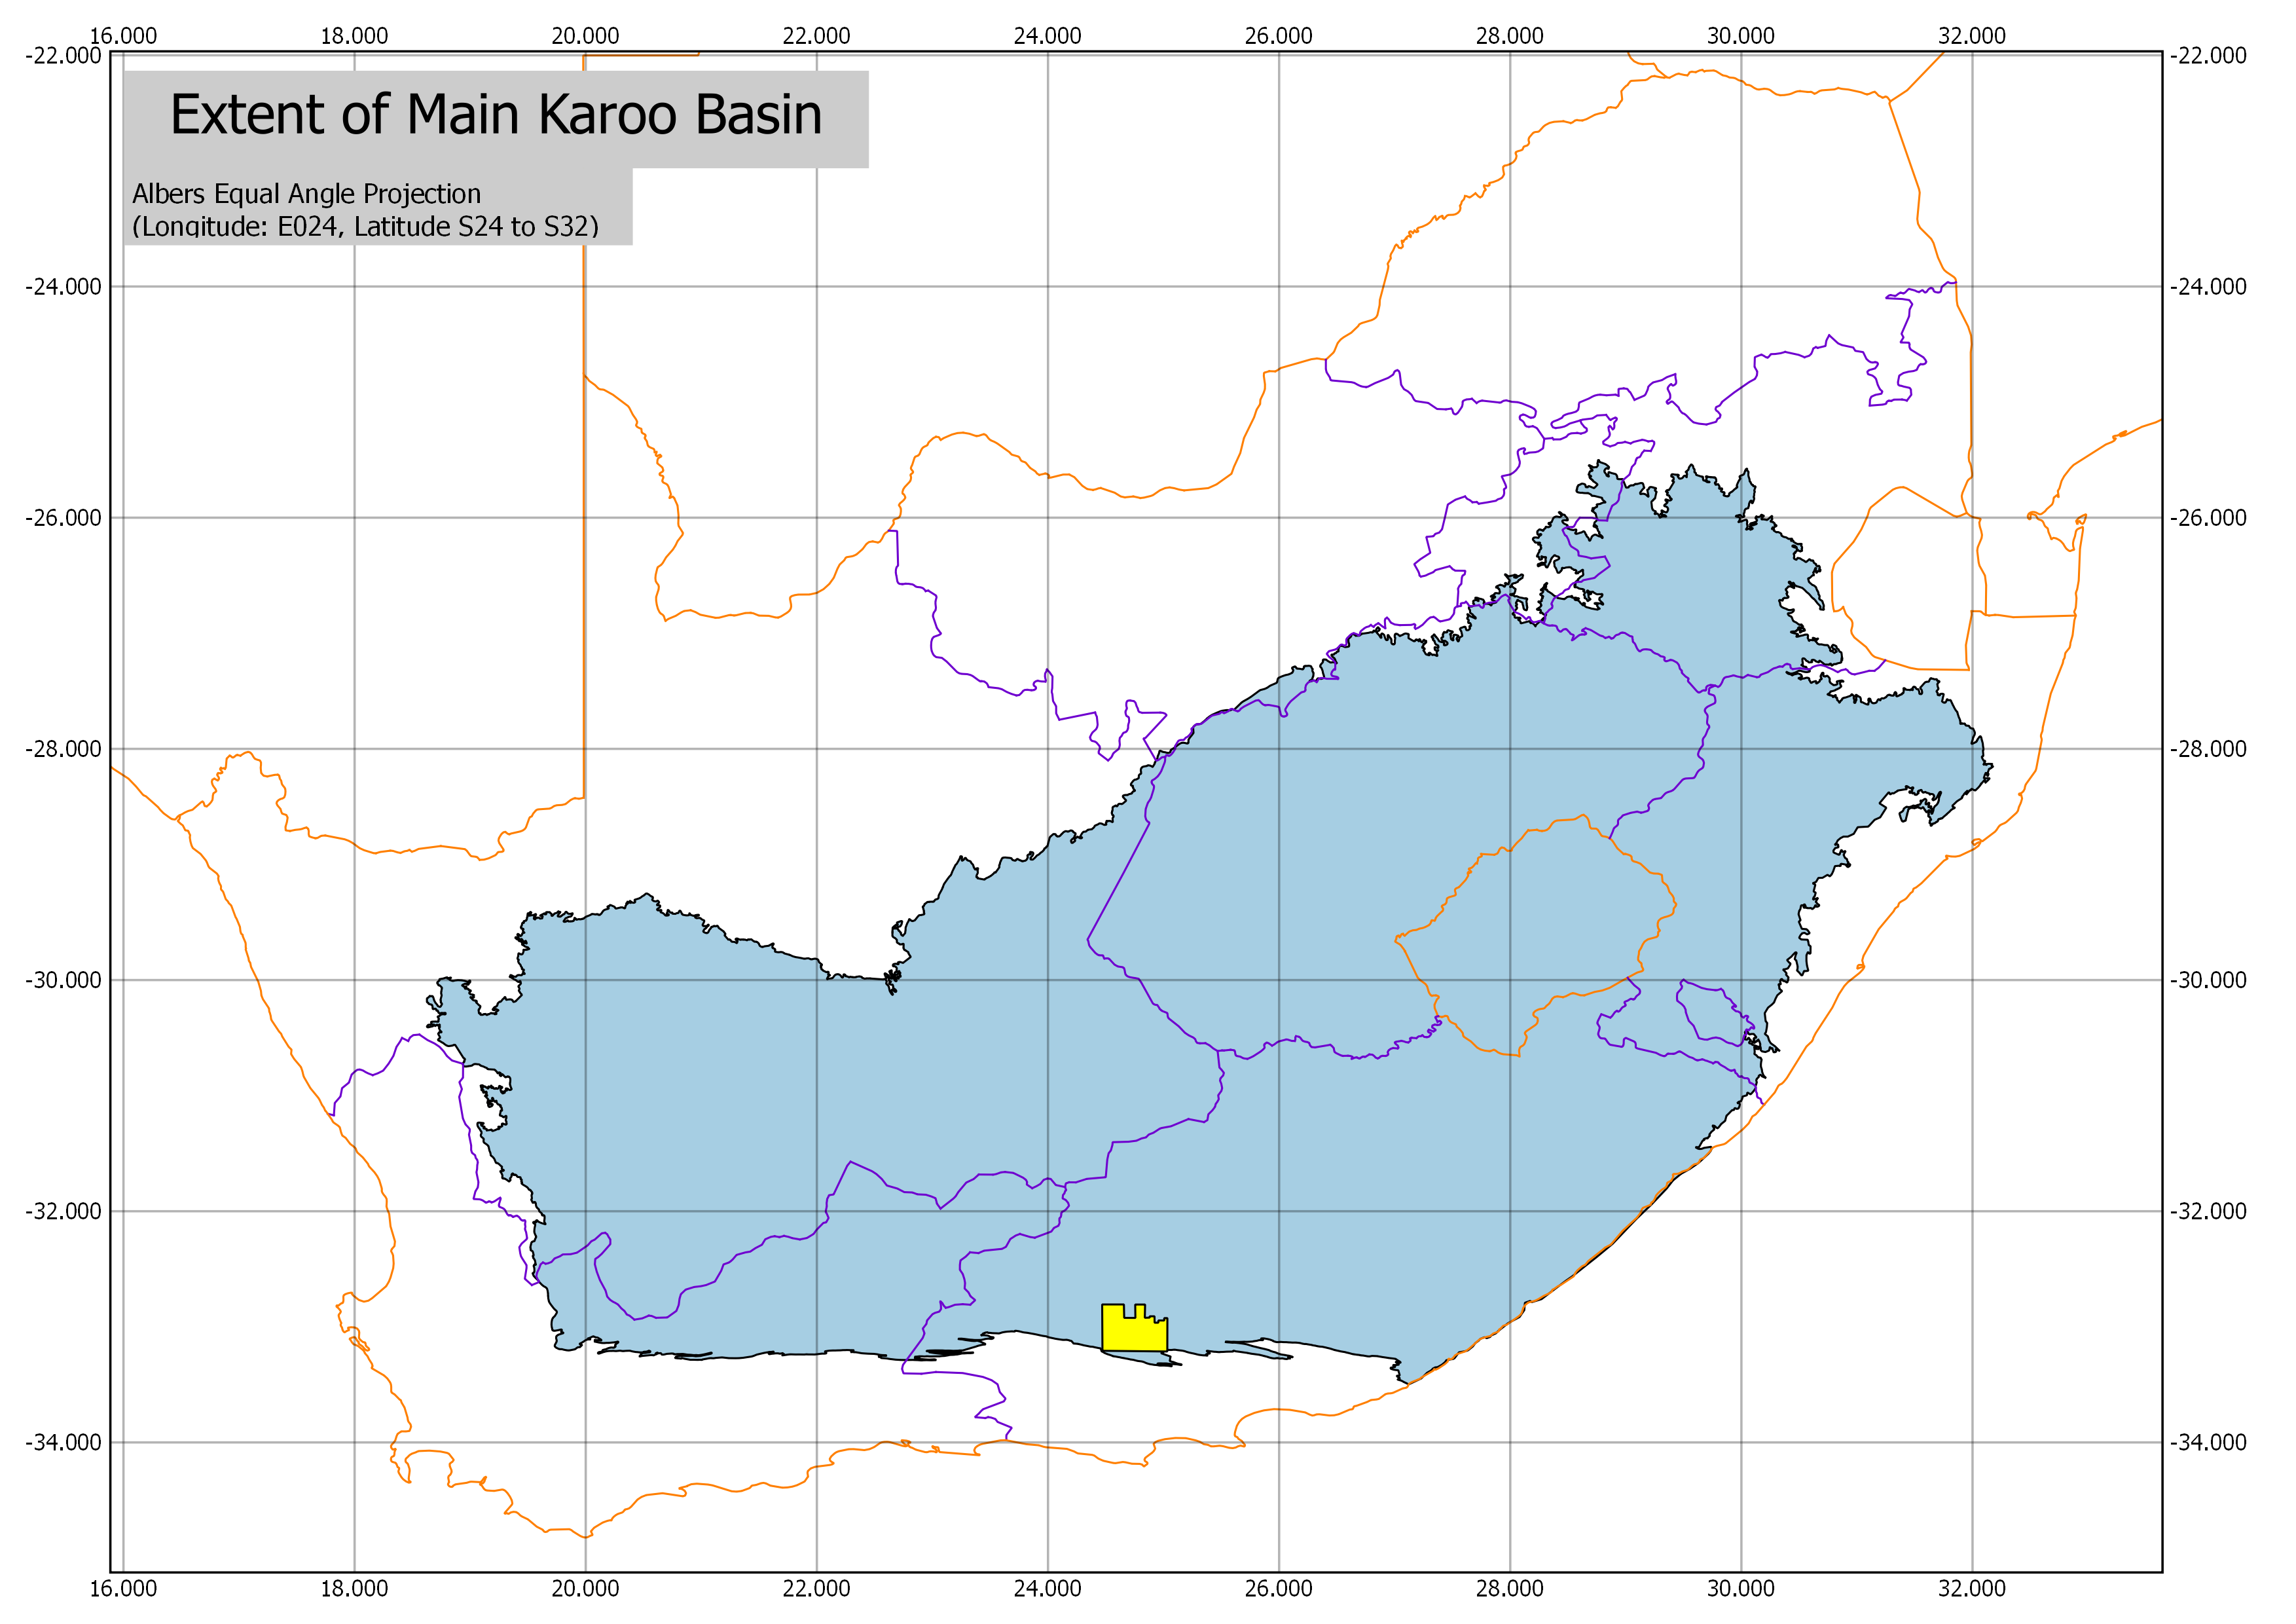 16.000 18.000 20.000 22.000 24.000 26.000 28.000 30.000 32.000
-22.000 -22.000
Extent of Main Karoo Basin
Albers Equal Angle Projection
(Longitude: E024, Latitude S24 to S32)
-24.000 -24.000
-26.000 -26.000
-28.000 -28.000
-30.000 -30.000
-32.000 -32.000
-34.000 -34.000
16.000 18.000 20.000 22.000 24.000 26.000 28.000 30.000 32.000